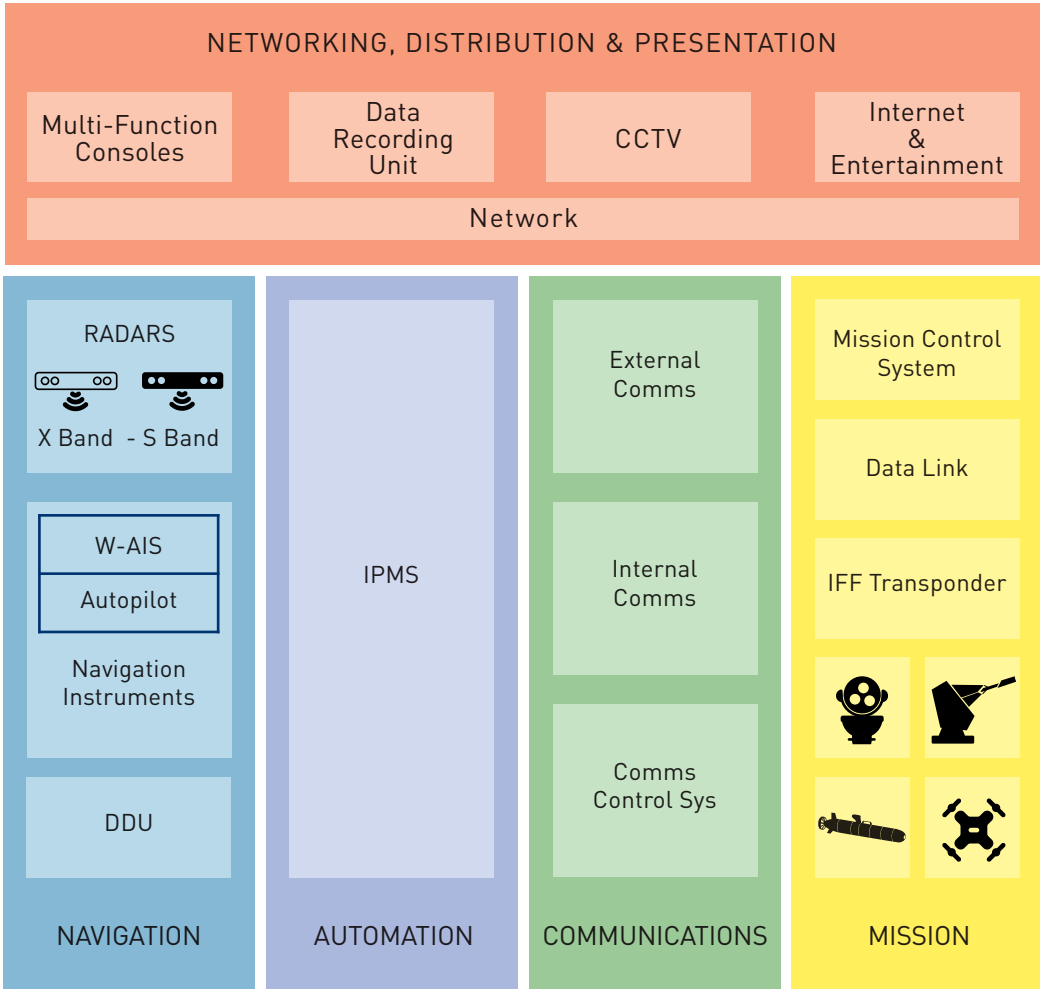 NETWORKING, DISTRIBUTION & PRESENTATION
Multi-Function
Consoles
Data
Recording
Unit
CCTV
Internet
&
Entertainment
Network
RADARS
X Band - S Band
W-AIS
Autopilot
Navigation
Instruments
DDU
NAVIGATION
IPMS
AUTOMATION
External
Comms
Internal
Comms
Comms
Control Sys
COMMUNICATIONS
Mission Control
System
Data Link
IFF Transponder
MISSION